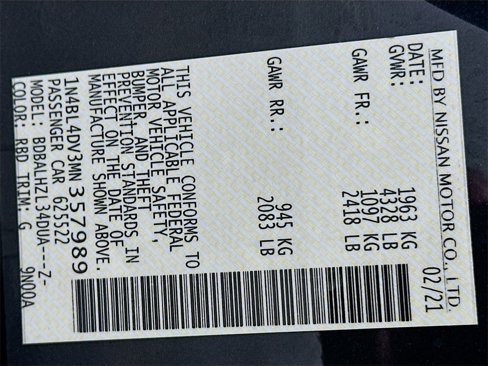 MFD BY NISSAN MOTOR CO., LTD.
DATE: 02/21
GVWR: 1963 KG
4328 LB
GAWR FR.: 1097 KG
2418 LB
GAWR RR.: 945 KG
2083 LB
THIS VEHICLE CONFORMS TO
ALL APPLICABLE FEDERAL
MOTOR VEHICLE SAFETY,
BUMPER, AND THEFT
PREVENTION STANDARDS IN
EFFECT ON THE DATE OF
MANUFACTURE SHOWN ABOVE.
1N4BL4DV3MN357989
PASSENGER CAR 625522
MODEL: BDBALHZL34DUA---Z-
COLOR: RBD TRIM: G 9N00A